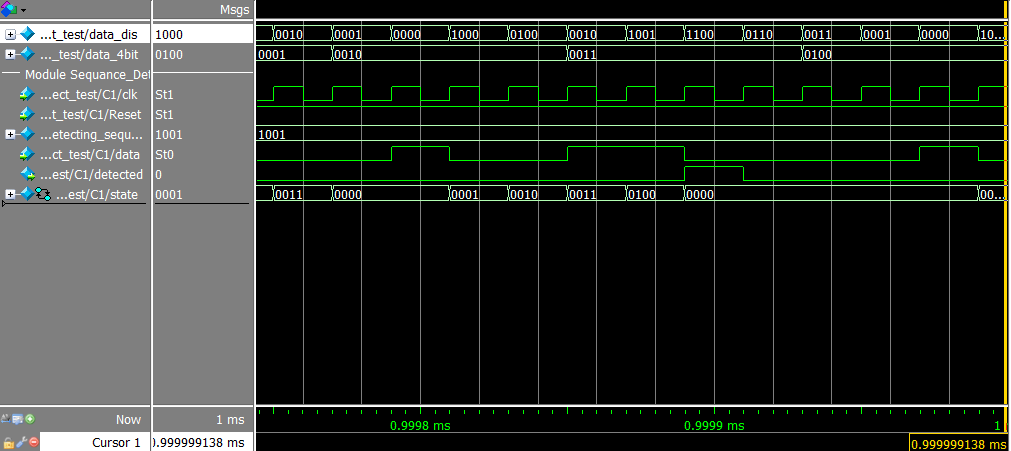 Msgs
...t_test/data_dis 1000 0010 0001 0000 1000 0100 0010 1001 1100 0110 0011 0001 0000 10...
..._test/data_4bit 0100 0001 0010 0011 0100
Module Sequence_Det
...ect_test/C1/clk St1
...t_test/C1/Reset St1
...etecting_sequ... 1001 1001
...ct_test/C1/data St0
...est/C1/detected 0
...est/C1/state 0001 0011 0000 0001 0010 0011 0100 0000 00...
Now 1 ms 0.9998 ms 0.9999 ms 1
Cursor 1 0.999999138 ms 0.999999138 ms